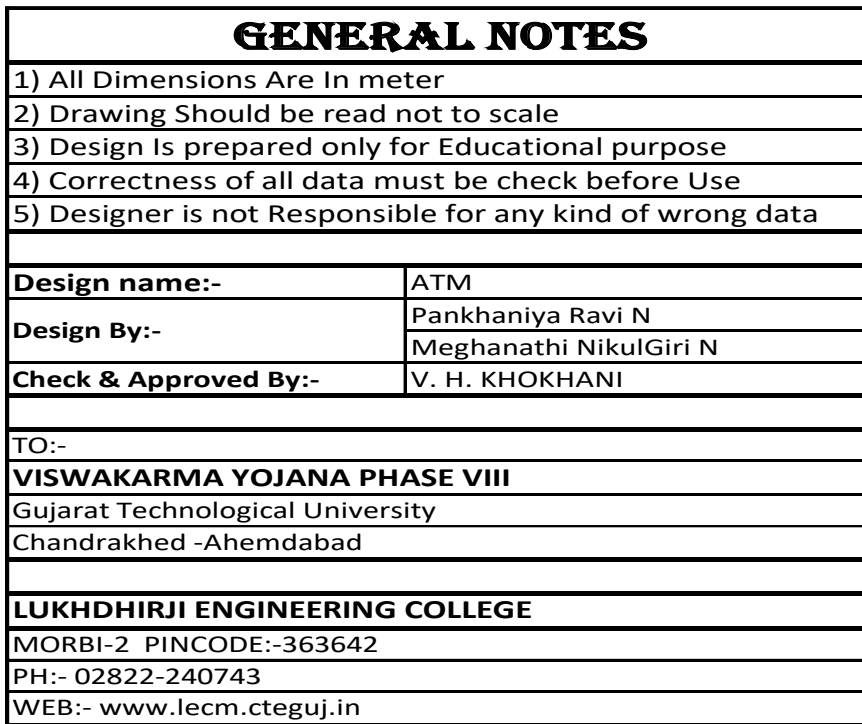 GENERAL NOTES
1) All Dimensions Are In meter
2) Drawing Should be read not to scale
3) Design Is prepared only for Educational purpose
4) Correctness of all data must be check before Use
5) Designer is not Responsible for any kind of wrong data
Design name:- ATM
Design By:- Pankhaniya Ravi N
Meghanathi NikulGiri N
Check & Approved By:- V. H. KHOKHANI
TO:-
VISWAKARMA YOJANA PHASE VIII
Gujarat Technological University
Chandrakhed -Ahemdabad
LUKHDHIRJI ENGINEERING COLLEGE
MORBI-2 PINCODE:-363642
PH:- 02822-240743
WEB:- www.lecm.cteguj.in